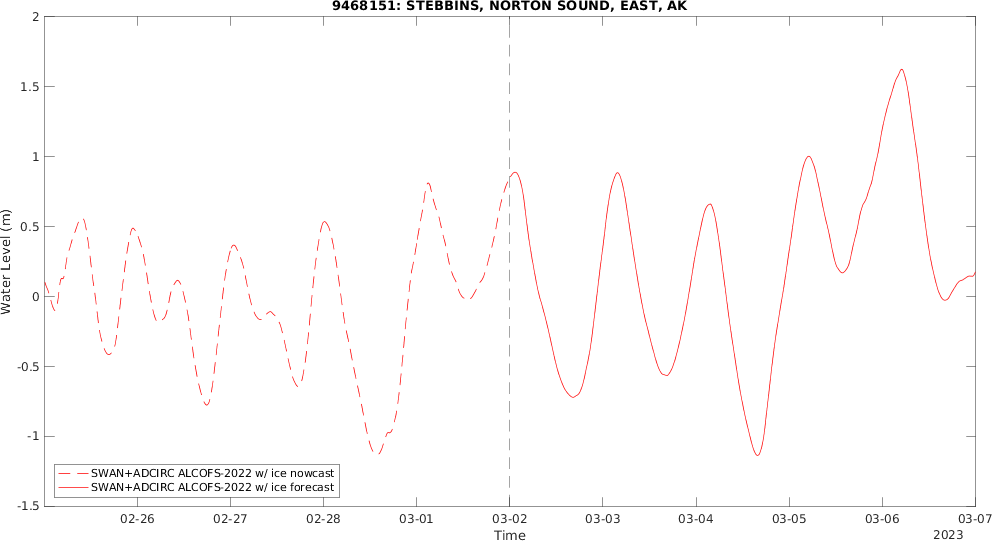 9468151: STEBBINS, NORTON SOUND, EAST, AK
2
1.5
1
0.5
0
-0.5
-1
-1.5
Water Level (m)
SWAN+ADCIRC ALCOFS-2022 w/ ice nowcast
SWAN+ADCIRC ALCOFS-2022 w/ ice forecast
02-26 02-27 02-28 03-01 03-02 03-03 03-04 03-05 03-06 03-07
Time
2023